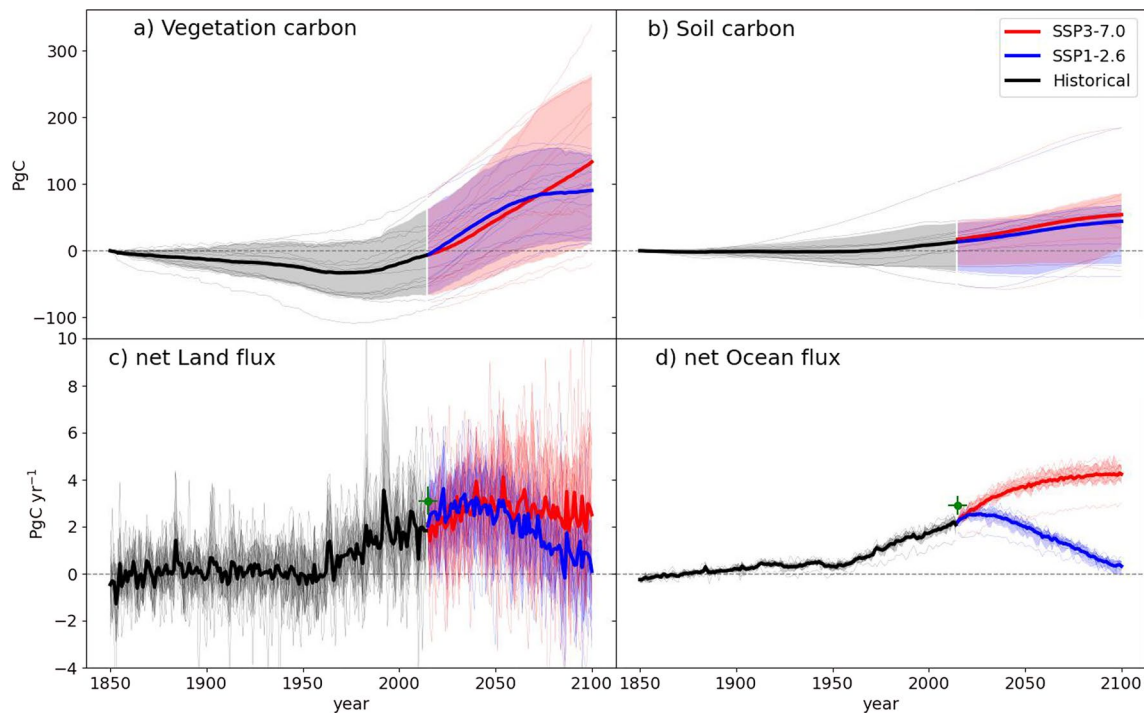 a) Vegetation carbon
b) Soil carbon
SSP3-7.0
SSP1-2.6
Historical
300
200
100
0
−100
PgC
c) net Land flux
d) net Ocean flux
10
8
6
4
2
0
−2
−4
PgC yr⁻¹
1850 1900 1950 2000 2050 2100
1850 1900 1950 2000 2050 2100
year
year